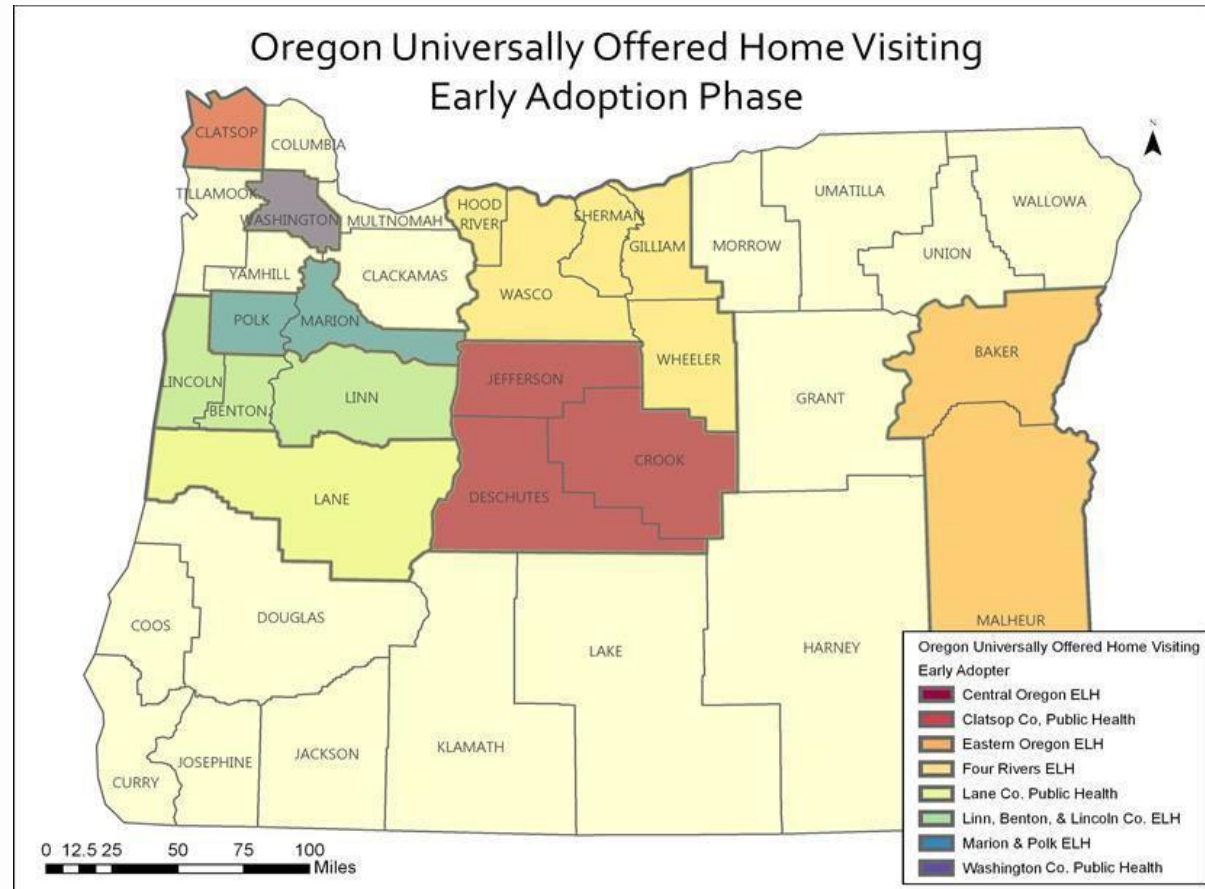 Oregon Universally Offered Home Visiting
Early Adoption Phase
N
CLATSOP
COLUMBIA
TILLAMOOK
WASHINGTON
MULTNOMAH
HOOD
RIVER
SHERMAN
GILLIAM
MORROW
UMATILLA
UNION
WALLOWA
YAMHILL
CLACKAMAS
WASCO
POLK
MARION
WHEELER
BAKER
LINCOLN
BENTON
LINN
JEFFERSON
GRANT
CROOK
LANE
DESCHUTES
DOUGLAS
COOS
LAKE
HARNEY
MALHEUR
CURRY
JOSEPHINE
JACKSON
KLAMATH
Oregon Universally Offered Home Visiting
Early Adopter
Central Oregon ELH
Clatsop Co, Public Health
Eastern Oregon ELH
Four Rivers ELH
Lane Co. Public Health
Linn, Benton, & Lincoln Co. ELH
Marion & Polk ELH
Washington Co. Public Health
0 12.5 25 50 75 100
Miles